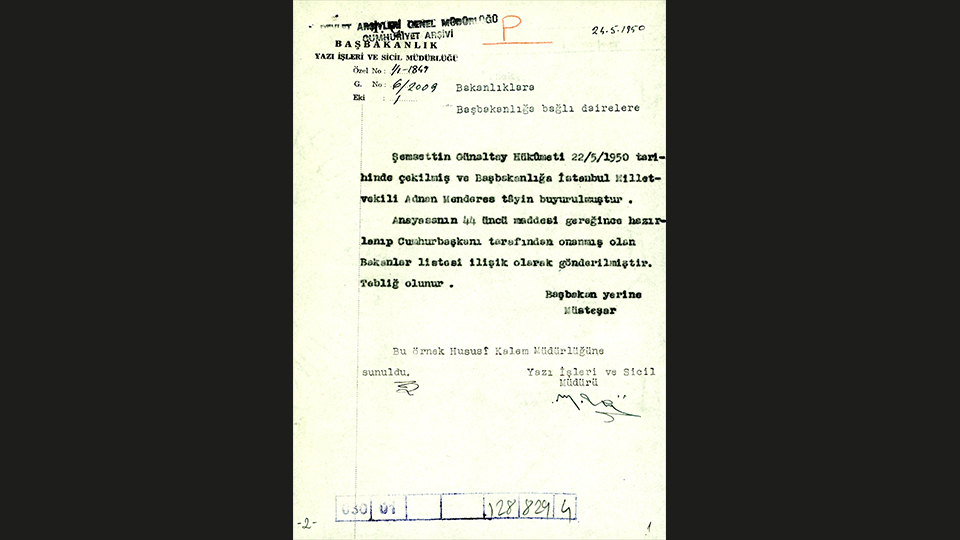 DEVLET ARŞİVLERİ GENEL MÜDÜRLÜĞÜ
CUMHURİYET ARŞİVİ
P
24-5-1950
BAŞBAKANLIK
YAZI İŞLERİ VE SİCİL MÜDÜRLÜĞÜ
Özel No : 4-1849
G. No : 6/2009
Eki : 1
Bakanlıklara
Başbakanlığa bağlı dairelere
Şemsettin Günaltay Hükûmeti 22/5/1950 tari-
hinde çekilmiş ve Başbakanlığa İstanbul Millet-
vekili Adnan Menderes tâyin buyurulmuştur .
Anayasanın 44 üncü maddesi gereğince hazır-
lanıp Cumhurbaşkanı tarafından onanmış olan
Bakanlar listesi ilişik olarak gönderilmiştir.
Tebliğ olunur .
Başbakan yerine
Müsteşar
Bu örnek Hususî Kalem Müdürlüğüne
sunuldu.
Yazı İşleri ve Sicil
Müdürü
030 01 128 829 4
-2-
1